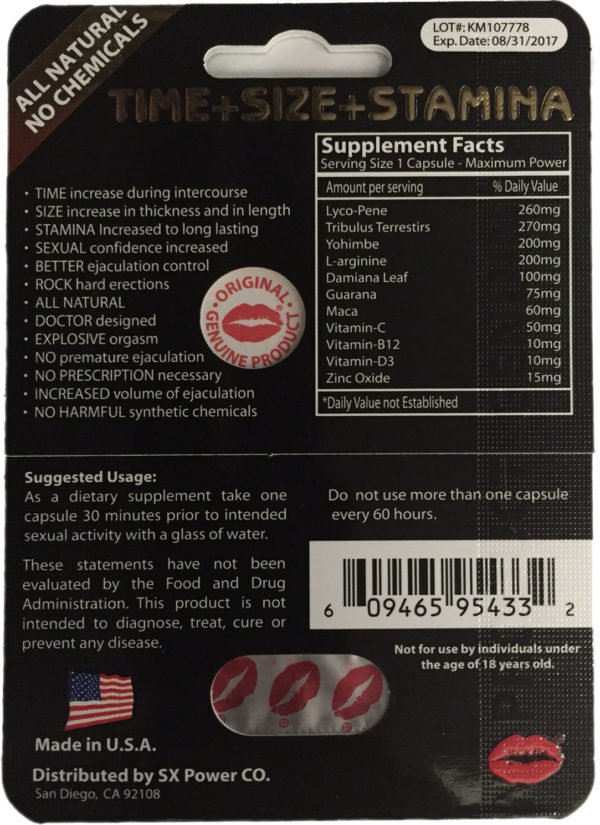 ALL NATURAL
NO CHEMICALS
LOT#: KM107778
Exp. Date: 08/31/2017
TIME+SIZE+STAMINA
Supplement Facts
Serving Size 1 Capsule - Maximum Power
Amount per serving % Daily Value
Lyco-Pene 260mg
Tribulus Terrestirs 270mg
Yohimbe 200mg
L-arginine 200mg
Damiana Leaf 100mg
Guarana 75mg
Maca 60mg
Vitamin-C 50mg
Vitamin-B12 10mg
Vitamin-D3 10mg
Zinc Oxide 15mg
*Daily Value not Established
• TIME increase during intercourse
• SIZE increase in thickness and in length
• STAMINA Increased to long lasting
• SEXUAL confidence increased
• BETTER ejaculation control
• ROCK hard erections
• ALL NATURAL
• DOCTOR designed
• EXPLOSIVE orgasm
• NO premature ejaculation
• NO PRESCRIPTION necessary
• INCREASED volume of ejaculation
• NO HARMFUL synthetic chemicals
• ORIGINAL •
GENUINE PRODUCT
Suggested Usage:
As a dietary supplement take one
capsule 30 minutes prior to intended
sexual activity with a glass of water.
These statements have not been
evaluated by the Food and Drug
Administration. This product is not
intended to diagnose, treat, cure or
prevent any disease.
Do not use more than one capsule
every 60 hours.
6 09465 95433 2
Not for use by individuals under
the age of 18 years old.
Made in U.S.A.
Distributed by SX Power CO.
San Diego, CA 92108